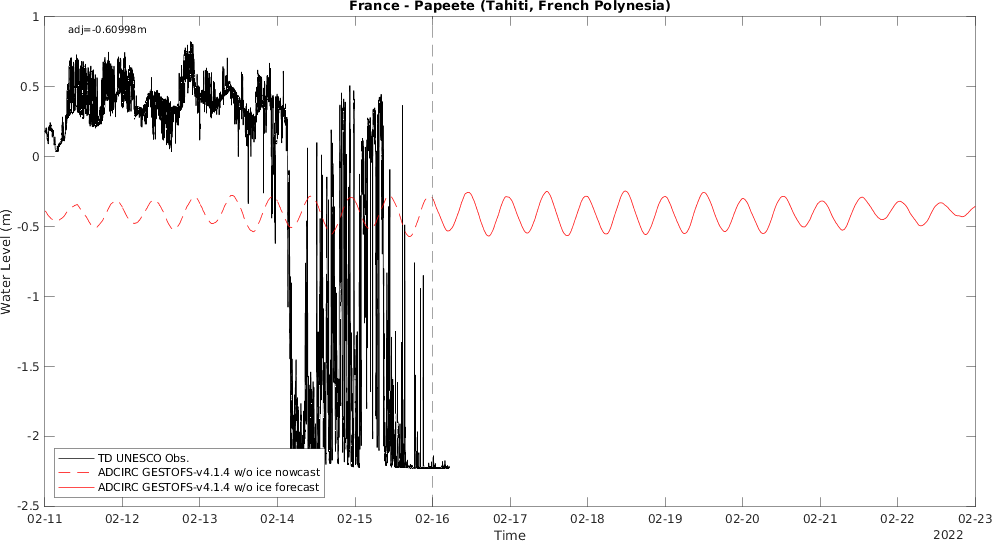 France - Papeete (Tahiti, French Polynesia)
adj=-0.60998m
1
0.5
0
-0.5
-1
-1.5
-2
-2.5
Water Level (m)
TD UNESCO Obs.
ADCIRC GESTOFS-v4.1.4 w/o ice nowcast
ADCIRC GESTOFS-v4.1.4 w/o ice forecast
02-11 02-12 02-13 02-14 02-15 02-16 02-17 02-18 02-19 02-20 02-21 02-22 02-23
Time
2022